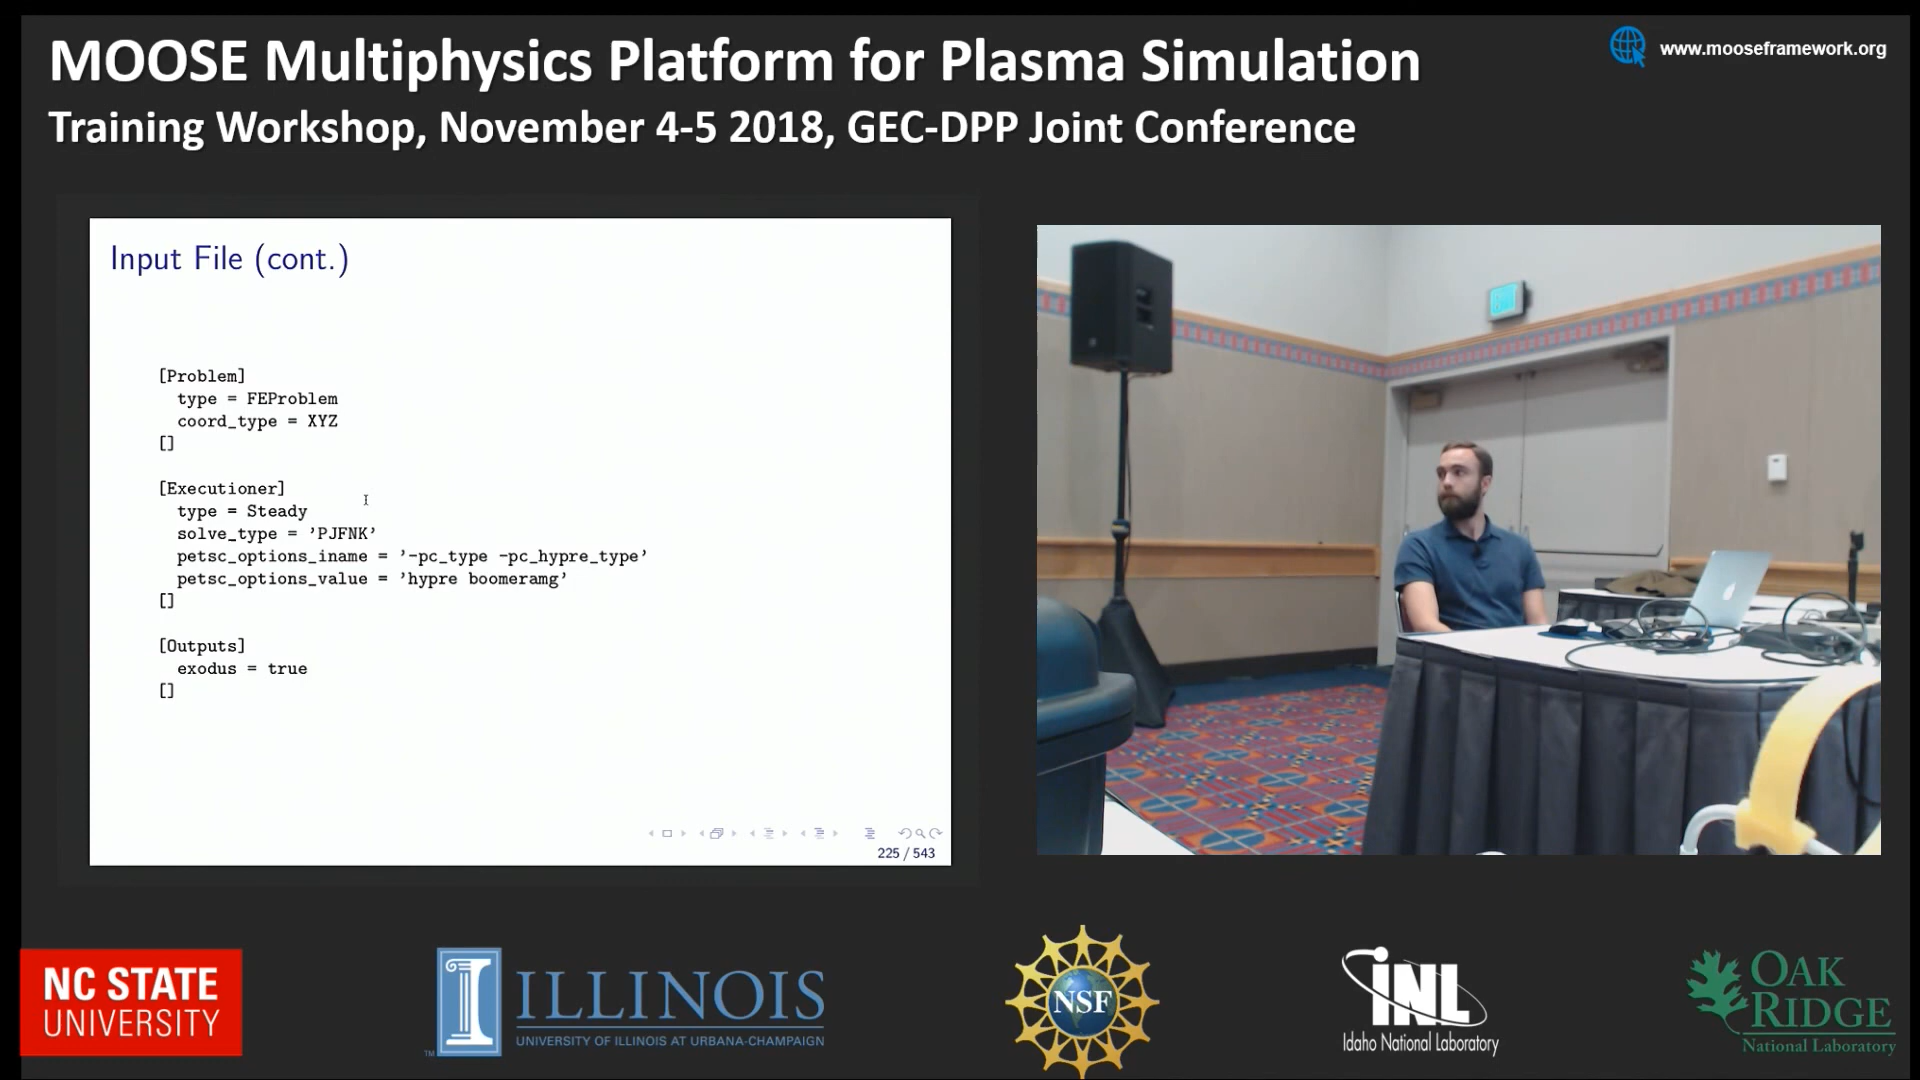 MOOSE Multiphysics Platform for Plasma Simulation
www.mooseframework.org
Training Workshop, November 4-5 2018, GEC-DPP Joint Conference
Input File (cont.)
[Problem]
type = FEProblem
coord_type = XYZ
[]
[Executioner]
type = Steady
solve_type = ’PJFNK’
petsc_options_iname = ’-pc_type -pc_hypre_type’
petsc_options_value = ’hypre boomeramg’
[]
[Outputs]
exodus = true
[]
225 / 543
EXIT
NC STATE
UNIVERSITY
I ILLINOIS
UNIVERSITY OF ILLINOIS AT URBANA-CHAMPAIGN
TM
NSF
INL
Idaho National Laboratory
OAK
RIDGE
National Laboratory